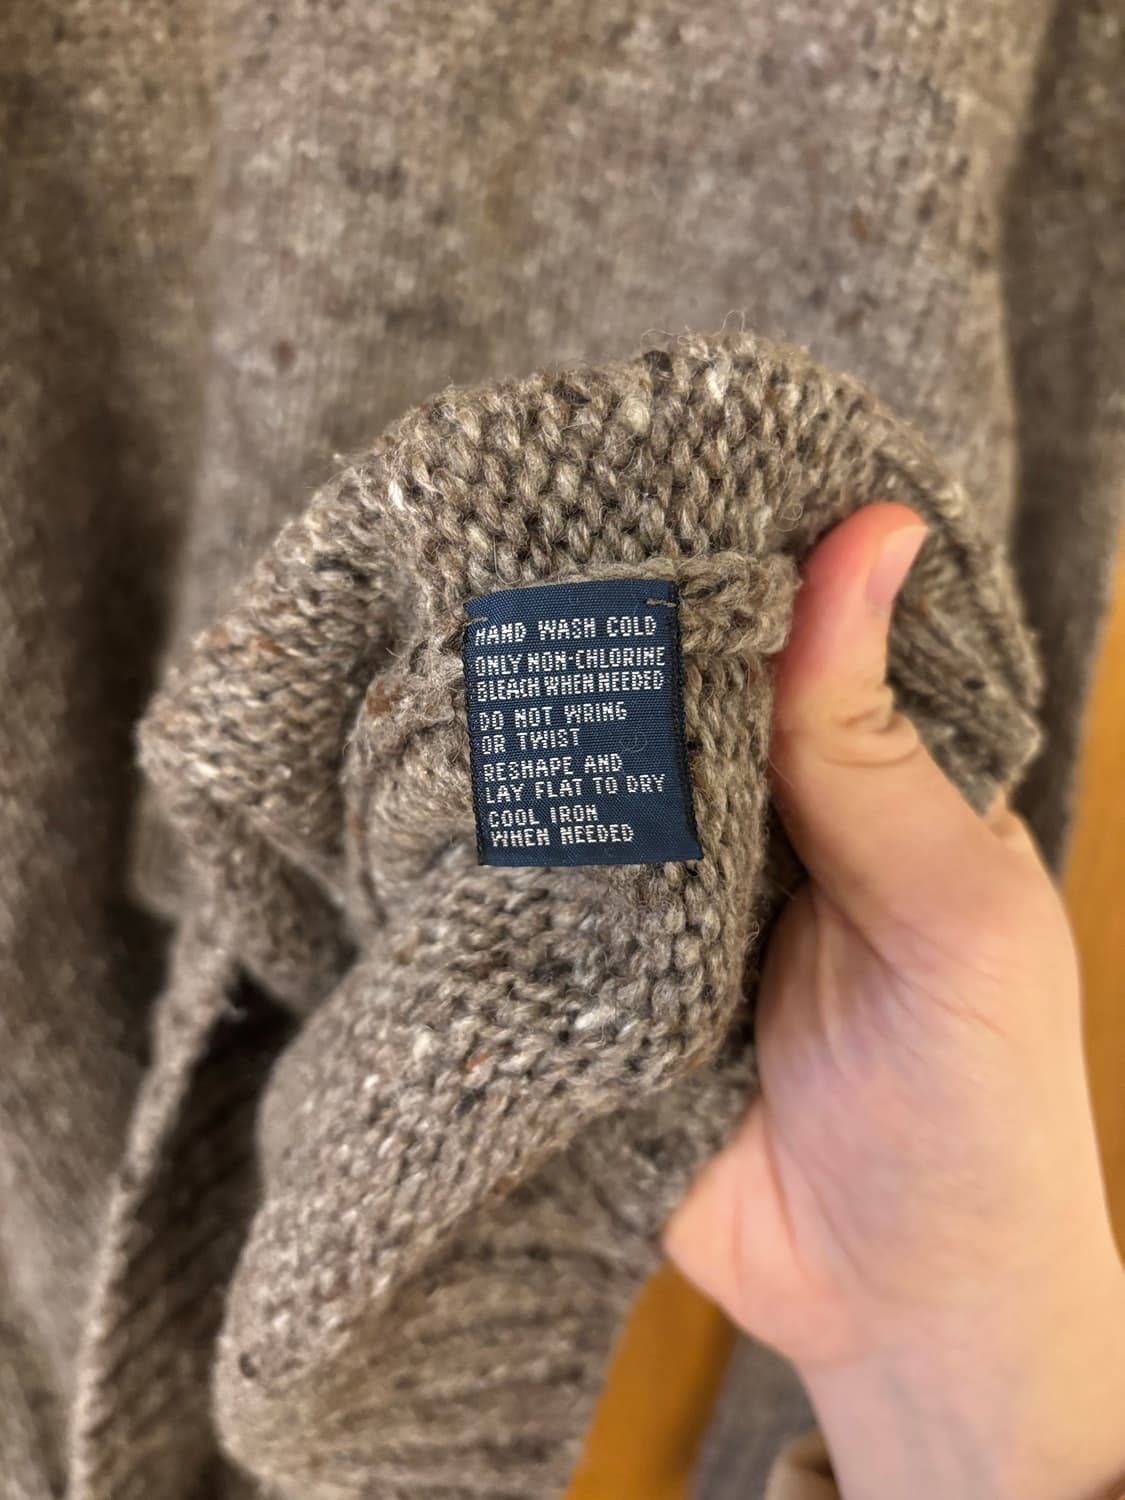 HAND WASH COLD
ONLY NON-CHLORINE
BLEACH WHEN NEEDED
DO NOT WRING
OR TWIST
RESHAPE AND
LAY FLAT TO DRY
COOL IRON
WHEN NEEDED